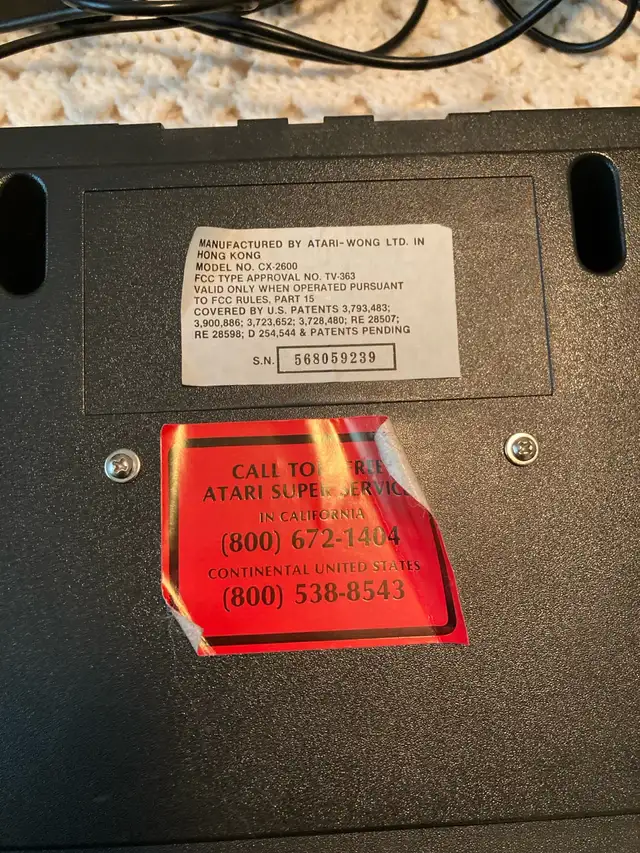 MANUFACTURED BY ATARI-WONG LTD. IN
HONG KONG
MODEL NO. CX-2600
FCC TYPE APPROVAL NO. TV-363
VALID ONLY WHEN OPERATED PURSUANT
TO FCC RULES, PART 15
COVERED BY U.S. PATENTS 3,793,483;
3,900,886; 3,723,652; 3,728,480; RE 28507;
RE 28598; D 254,544 & PATENTS PENDING
S.N. 568059239
CALL TOLL FREE
ATARI SUPER SERVICE
IN CALIFORNIA
(800) 672-1404
CONTINENTAL UNITED STATES
(800) 538-8543